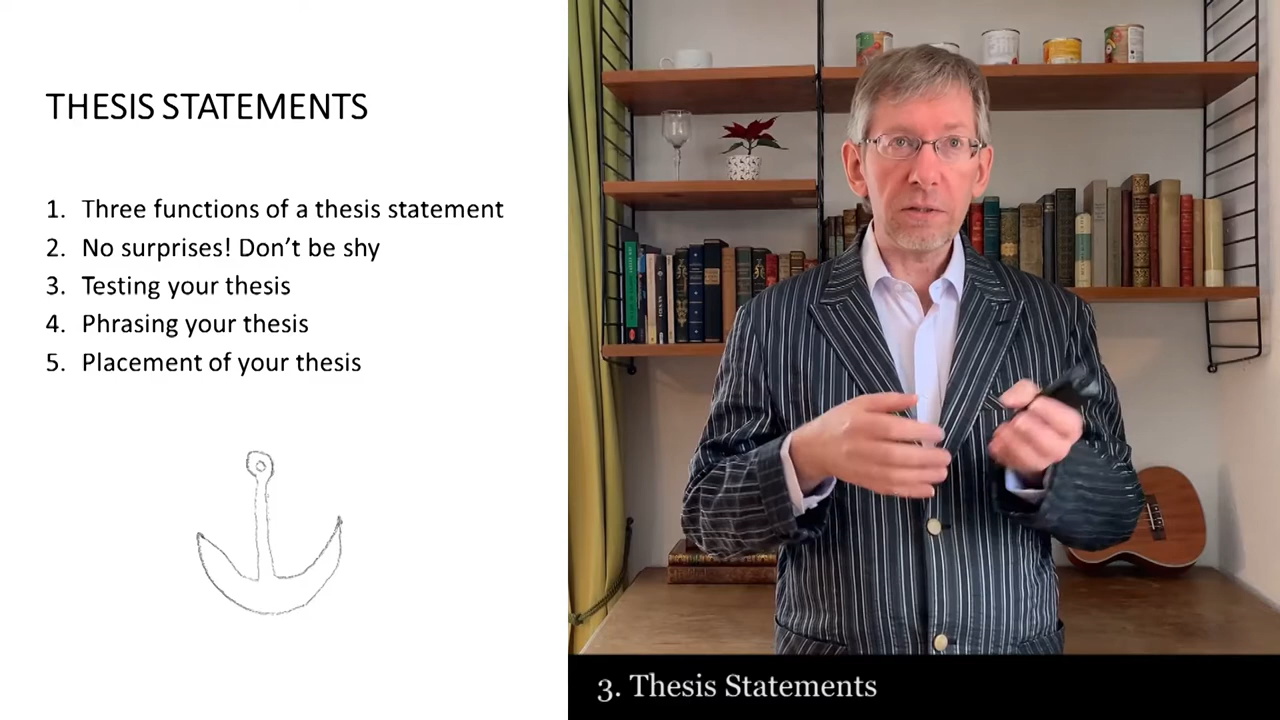 THESIS STATEMENTS
1. Three functions of a thesis statement
2. No surprises! Don’t be shy
3. Testing your thesis
4. Phrasing your thesis
5. Placement of your thesis
3. Thesis Statements